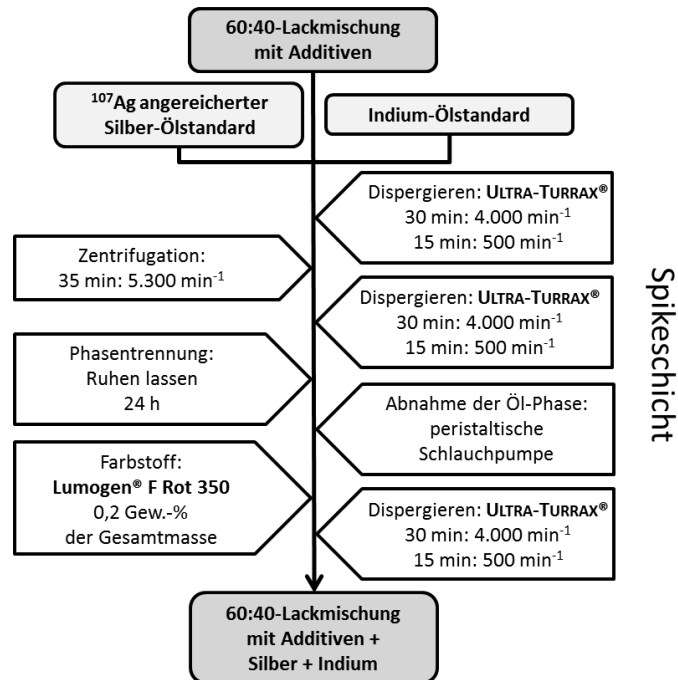 60:40-Lackmischung
mit Additiven
¹⁰⁷Ag angereicherter
Silber-Ölstandard
Indium-Ölstandard
Dispergieren: ULTRA-TURRAX®
30 min: 4.000 min⁻¹
15 min: 500 min⁻¹
Zentrifugation:
35 min: 5.300 min⁻¹
Dispergieren: ULTRA-TURRAX®
30 min: 4.000 min⁻¹
15 min: 500 min⁻¹
Phasentrennung:
Ruhen lassen
24 h
Abnahme der Öl-Phase:
peristaltische
Schlauchpumpe
Farbstoff:
Lumogen® F Rot 350
0,2 Gew.-%
der Gesamtmasse
Dispergieren: ULTRA-TURRAX®
30 min: 4.000 min⁻¹
15 min: 500 min⁻¹
60:40-Lackmischung
mit Additiven +
Silber + Indium
Spikeschicht